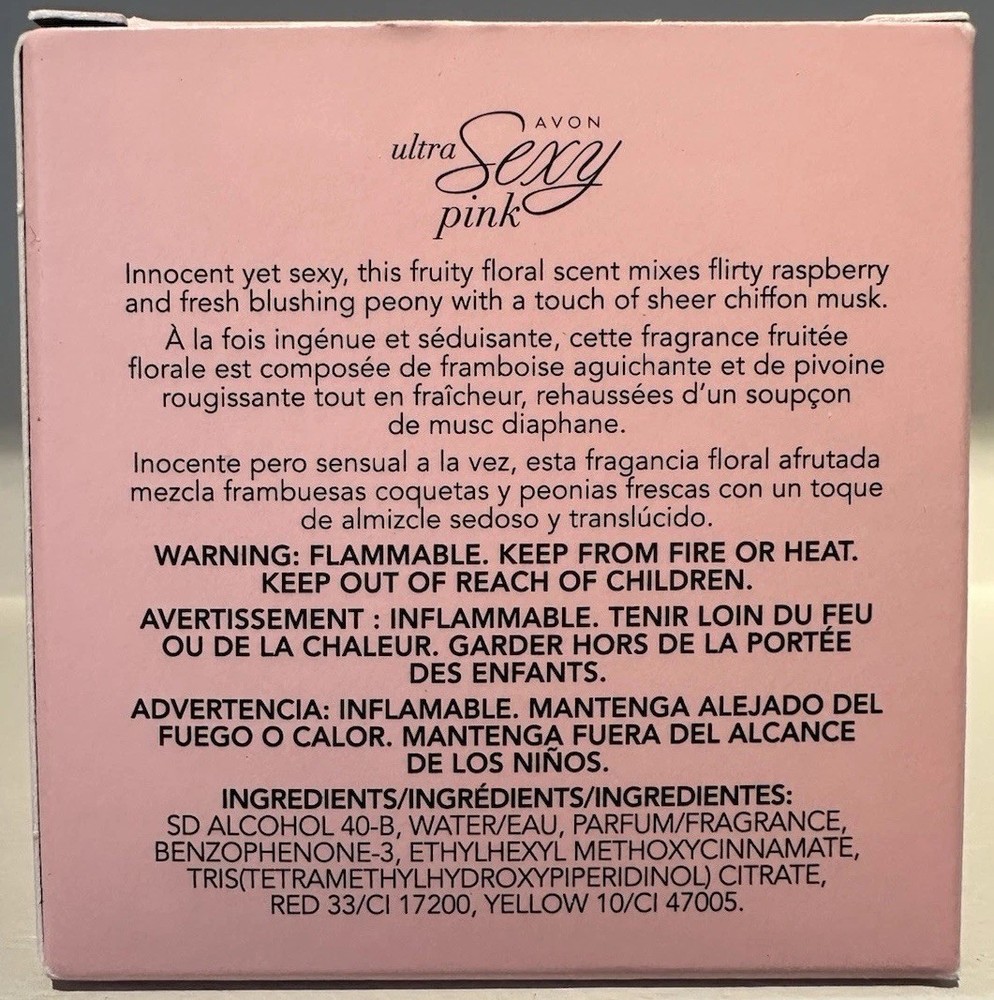 AVON
ultra Sexy
pink
Innocent yet sexy, this fruity floral scent mixes flirty raspberry
and fresh blushing peony with a touch of sheer chiffon musk.
À la fois ingénue et séduisante, cette fragrance fruitée
florale est composée de framboise aguichante et de pivoine
rougissante tout en fraîcheur, rehaussées d'un soupçon
de musc diaphane.
Inocente pero sensual a la vez, esta fragancia floral afrutada
mezcla frambuesas coquetas y peonias frescas con un toque
de almizcle sedoso y translúcido.
WARNING: FLAMMABLE. KEEP FROM FIRE OR HEAT.
KEEP OUT OF REACH OF CHILDREN.
AVERTISSEMENT : INFLAMMABLE. TENIR LOIN DU FEU
OU DE LA CHALEUR. GARDER HORS DE LA PORTÉE
DES ENFANTS.
ADVERTENCIA: INFLAMABLE. MANTENGA ALEJADO DEL
FUEGO O CALOR. MANTENGA FUERA DEL ALCANCE
DE LOS NIÑOS.
INGREDIENTS/INGRÉDIENTS/INGREDIENTES:
SD ALCOHOL 40-B, WATER/EAU, PARFUM/FRAGRANCE,
BENZOPHENONE-3, ETHYLHEXYL METHOXYCINNAMATE,
TRIS(TETRAMETHYLHYDROXYPIPERIDINOL) CITRATE,
RED 33/CI 17200, YELLOW 10/CI 47005.